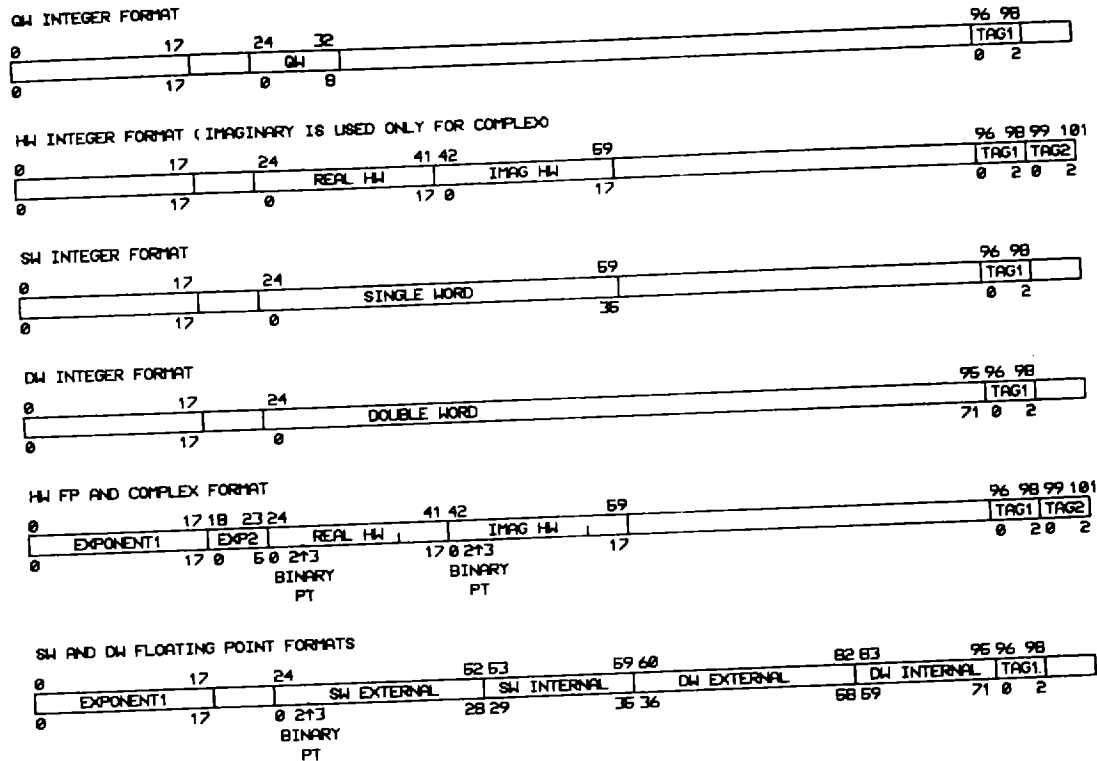 QW INTEGER FORMAT
0 17 24 32 96 98
QW TAG1
0 17 0 8 0 2
HW INTEGER FORMAT (IMAGINARY IS USED ONLY FOR COMPLEX)
0 17 24 41 42 59 96 98 99 101
REAL HW IMAG HW TAG1 TAG2
0 17 0 17 0 17 0 2 0 2
SW INTEGER FORMAT
0 17 24 59 96 98
SINGLE WORD TAG1
0 17 0 35 0 2
DW INTEGER FORMAT
0 17 24 95 96 98
DOUBLE WORD TAG1
0 17 0 71 0 2
HW FP AND COMPLEX FORMAT
0 17 18 23 24 41 42 59 96 98 99 101
EXPONENT1 EXP2 REAL HW IMAG HW TAG1 TAG2
0 17 0 5 0 2↑3 17 0 2↑3 17 0 2 0 2
BINARY BINARY
PT PT
SW AND DW FLOATING POINT FORMATS
0 17 24 52 53 59 60 82 83 95 96 98
EXPONENT1 SW EXTERNAL SW INTERNAL DW EXTERNAL DW INTERNAL TAG1
0 17 0 2↑3 28 29 35 36 58 59 71 0 2
BINARY
PT